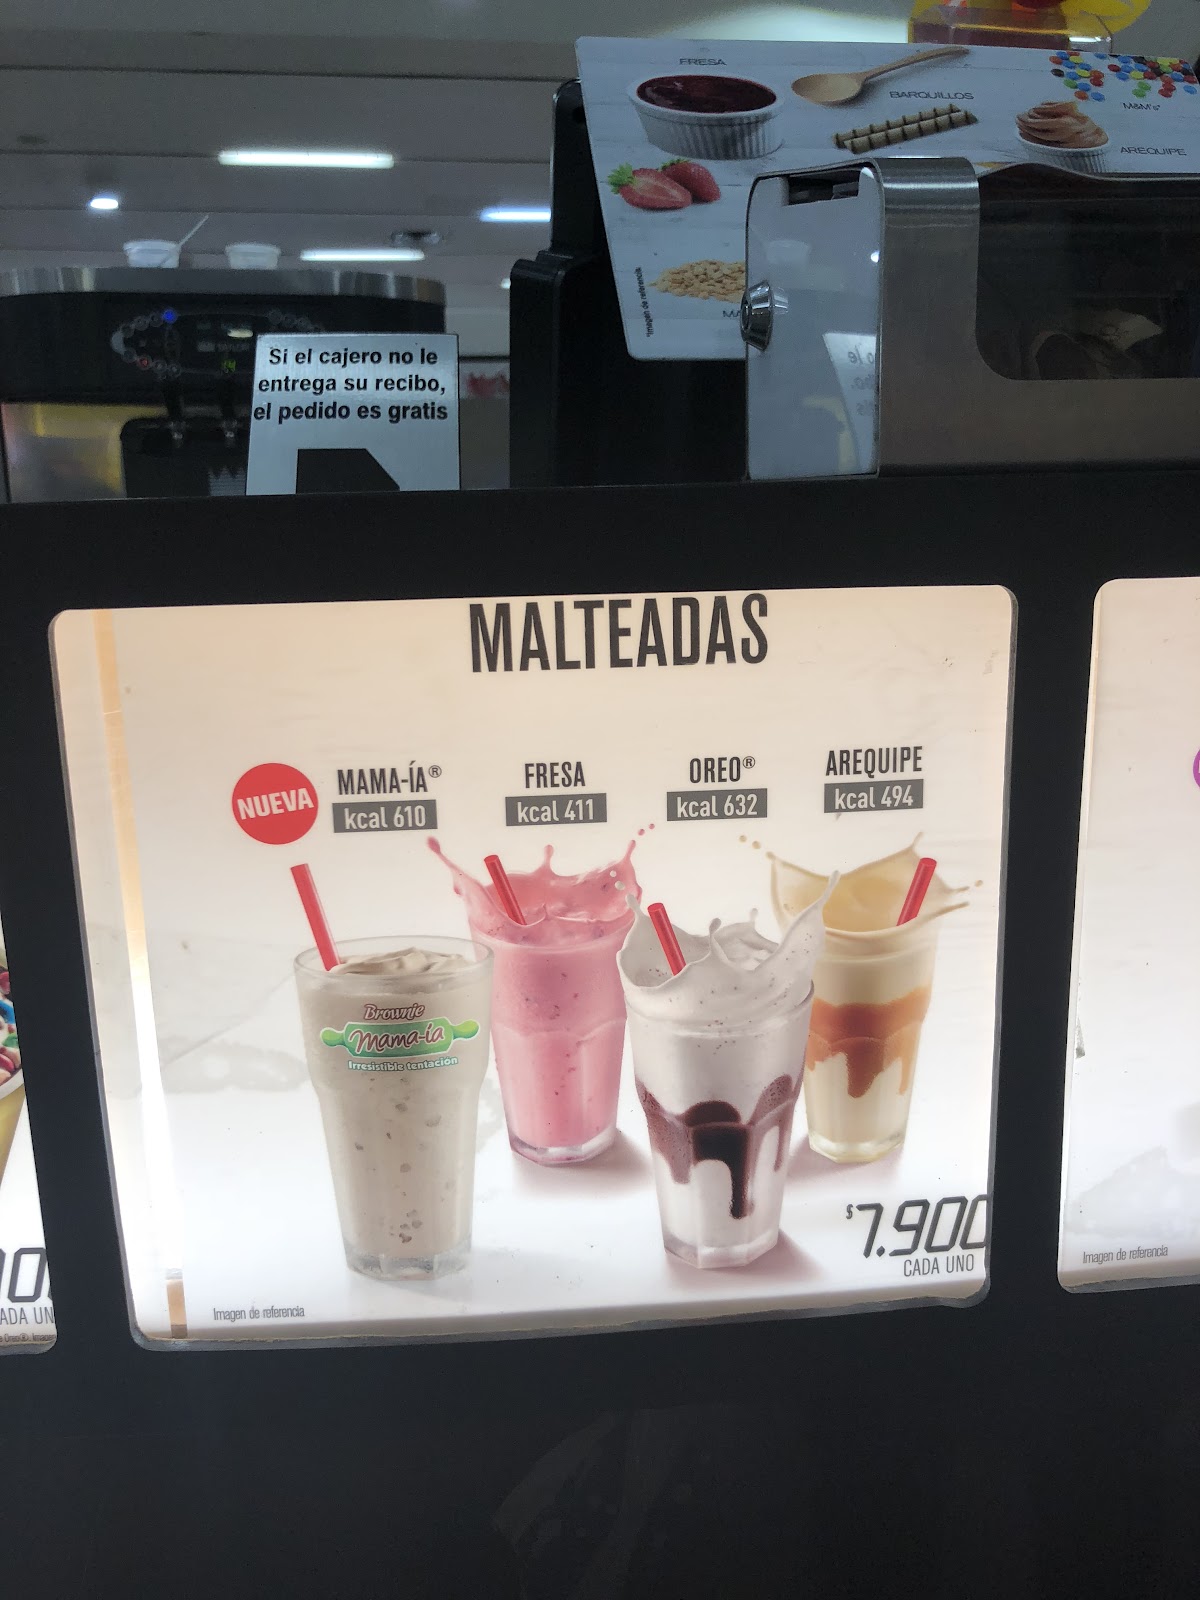 FRESA
BARQUILLOS
M&M's®
AREQUIPE
*Imagen de referencia
Si el cajero no le
entrega su recibo,
el pedido es gratis
MALTEADAS
NUEVA
MAMA-ÍA®
kcal 610
FRESA
kcal 411
OREO®
kcal 632
AREQUIPE
kcal 494
Brownie
Mama-ía
Irresistible tentación
$7.900
CADA UNO
Imagen de referencia
Imagen de referencia